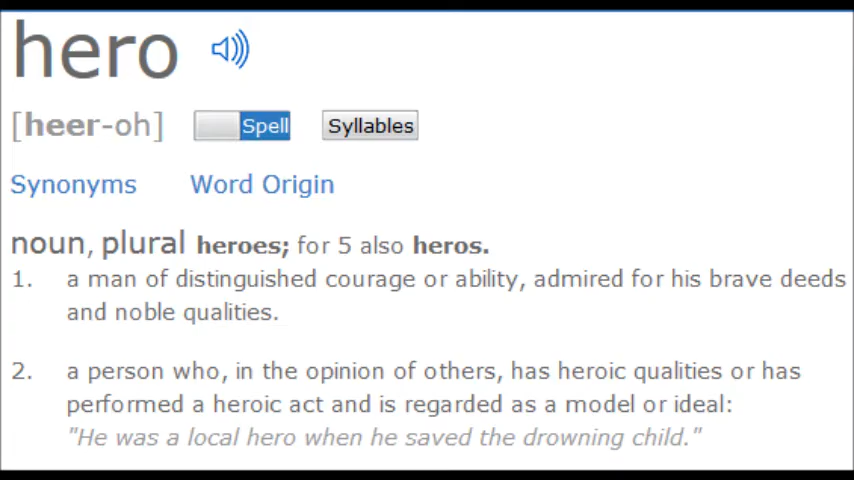 hero
[heer-oh] Spell Syllables
Synonyms Word Origin
noun, plural heroes; for 5 also heros.
1. a man of distinguished courage or ability, admired for his brave deeds
and noble qualities.
2. a person who, in the opinion of others, has heroic qualities or has
performed a heroic act and is regarded as a model or ideal:
"He was a local hero when he saved the drowning child."